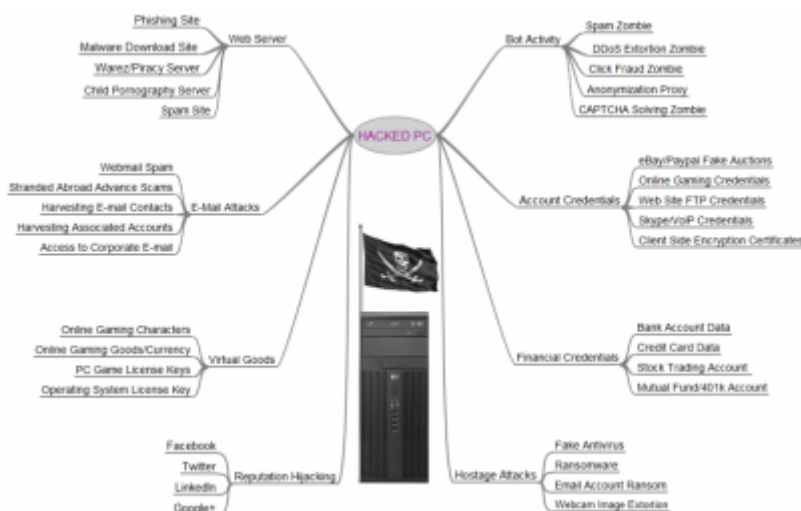 HACKED PC
Web Server
Phishing Site
Malware Download Site
Warez/Piracy Server
Child Pornography Server
Spam Site
E-Mail Attacks
Webmail Spam
Stranded Abroad Advance Scams
Harvesting E-mail Contacts
Harvesting Associated Accounts
Access to Corporate E-mail
Virtual Goods
Online Gaming Characters
Online Gaming Goods/Currency
PC Game License Keys
Operating System License Key
Reputation Hijacking
Facebook
Twitter
LinkedIn
Google+
Bot Activity
Spam Zombie
DDoS Extortion Zombie
Click Fraud Zombie
Anonymization Proxy
CAPTCHA Solving Zombie
Account Credentials
eBay/Paypal Fake Auctions
Online Gaming Credentials
Web Site FTP Credentials
Skype/VoIP Credentials
Client Side Encryption Certificates
Financial Credentials
Bank Account Data
Credit Card Data
Stock Trading Account
Mutual Fund/401k Account
Hostage Attacks
Fake Antivirus
Ransomware
Email Account Ransom
Webcam Image Extortion